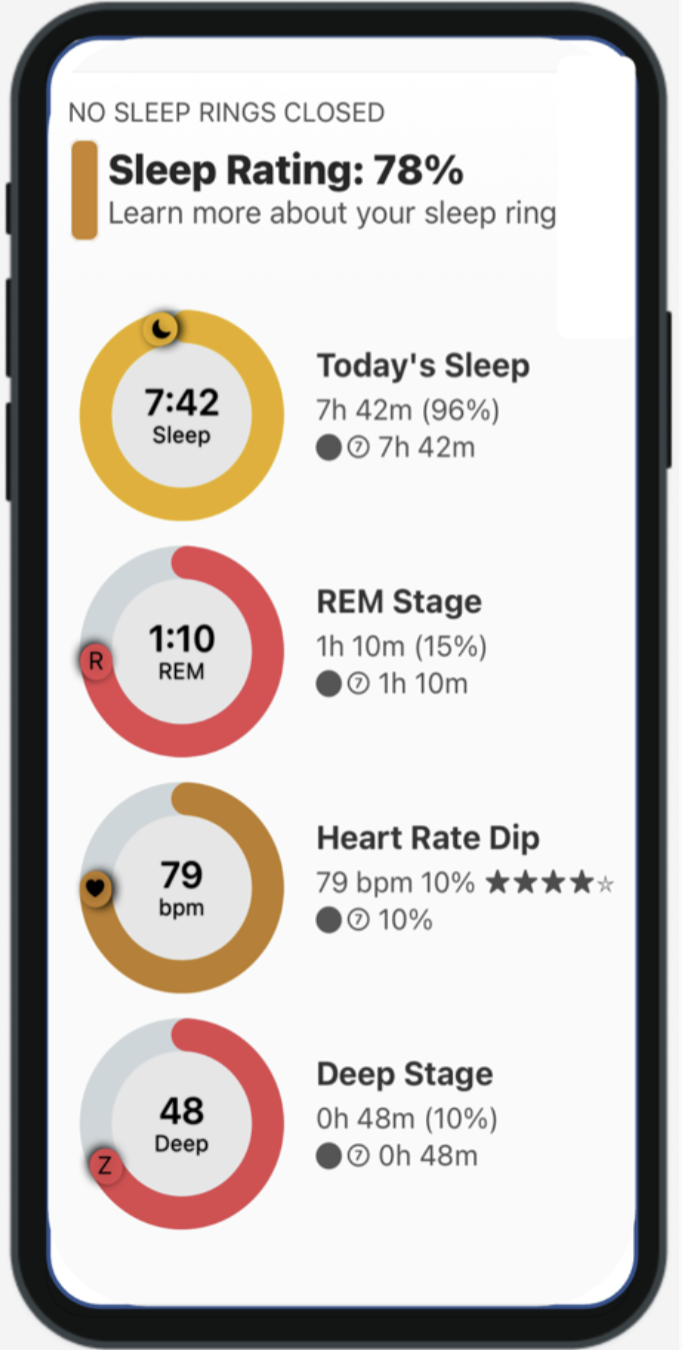 NO SLEEP RINGS CLOSED
Sleep Rating: 78%
Learn more about your sleep ring
7:42
Sleep
Today's Sleep
7h 42m (96%)
⑦ 7h 42m
R
1:10
REM
REM Stage
1h 10m (15%)
⑦ 1h 10m
79
bpm
Heart Rate Dip
79 bpm 10% ★★★★☆
⑦ 10%
Z
48
Deep
Deep Stage
0h 48m (10%)
⑦ 0h 48m